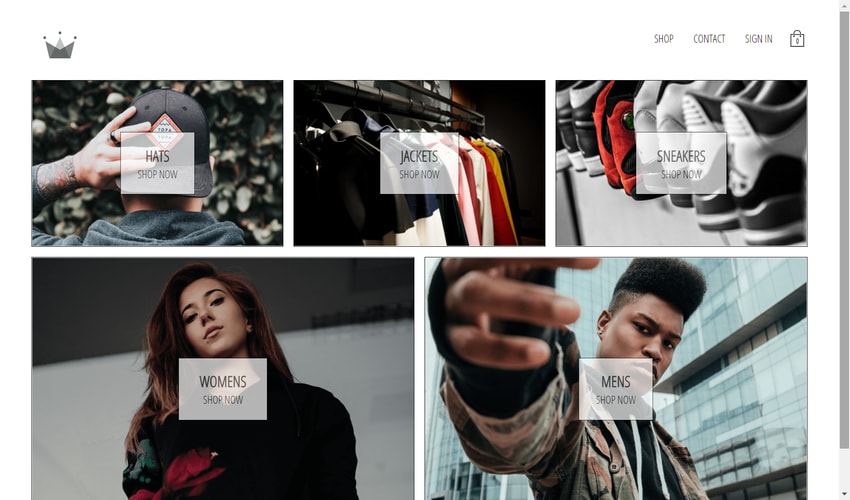 SHOP
CONTACT
SIGN IN
0
TOPA
HATS
SHOP NOW
JACKETS
SHOP NOW
SNEAKERS
SHOP NOW
WOMENS
SHOP NOW
MENS
SHOP NOW